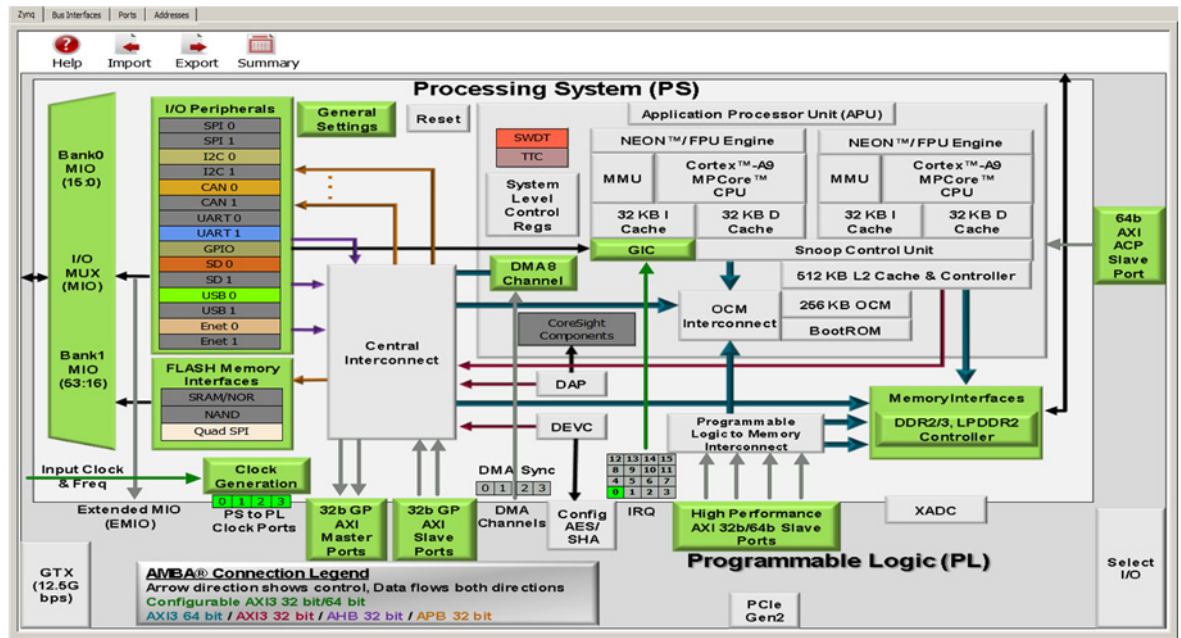 Zynq Bus Interfaces Ports Addresses
Help Import Export Summary
Processing System (PS)
Bank0
MIO
(15:0)
I/O
MUX
(MIO)
Bank1
MIO
(53:16)
I/O Peripherals
SPI 0
SPI 1
I2C 0
I2C 1
CAN 0
CAN 1
UART 0
UART 1
GPIO
SD 0
SD 1
USB 0
USB 1
Enet 0
Enet 1
FLASH Memory
Interfaces
SRAM/NOR
NAND
Quad SPI
General
Settings
Reset
Application Processor Unit (APU)
SWDT
TTC
System
Level
Control
Regs
NEON™/FPU Engine
MMU
Cortex™-A9
MPCore™
CPU
32 KB I
Cache
32 KB D
Cache
NEON™/FPU Engine
MMU
Cortex™-A9
MPCore™
CPU
32 KB I
Cache
32 KB D
Cache
GIC
Snoop Control Unit
DMA8
Channel
512 KB L2 Cache & Controller
OCM
Interconnect
256 KB OCM
BootROM
CoreSight
Components
Central
Interconnect
DAP
DEVC
Programmable
Logic to Memory
Interconnect
Memory Interfaces
DDR2/3, LPDDR2
Controller
64b
AXI
ACP
Slave
Port
Input Clock
& Freq
Clock
Generation
0 1 2 3
PS to PL
Clock Ports
Extended MIO
(EMIO)
32b GP
AXI
Master
Ports
32b GP
AXI
Slave
Ports
DMA Sync
0 1 2 3
DMA
Channels
Config
AES/
SHA
12 13 14 15
8 9 10 11
4 5 6 7
0 1 2 3
IRQ
High Performance
AXI 32b/64b Slave
Ports
XADC
Programmable Logic (PL)
GTX
(12.5G
bps)
AMBA® Connection Legend
Arrow direction shows control, Data flows both directions
Configurable AXI3 32 bit/64 bit
AXI3 64 bit / AXI3 32 bit / AHB 32 bit / APB 32 bit
PCIe
Gen2
Select
I/O